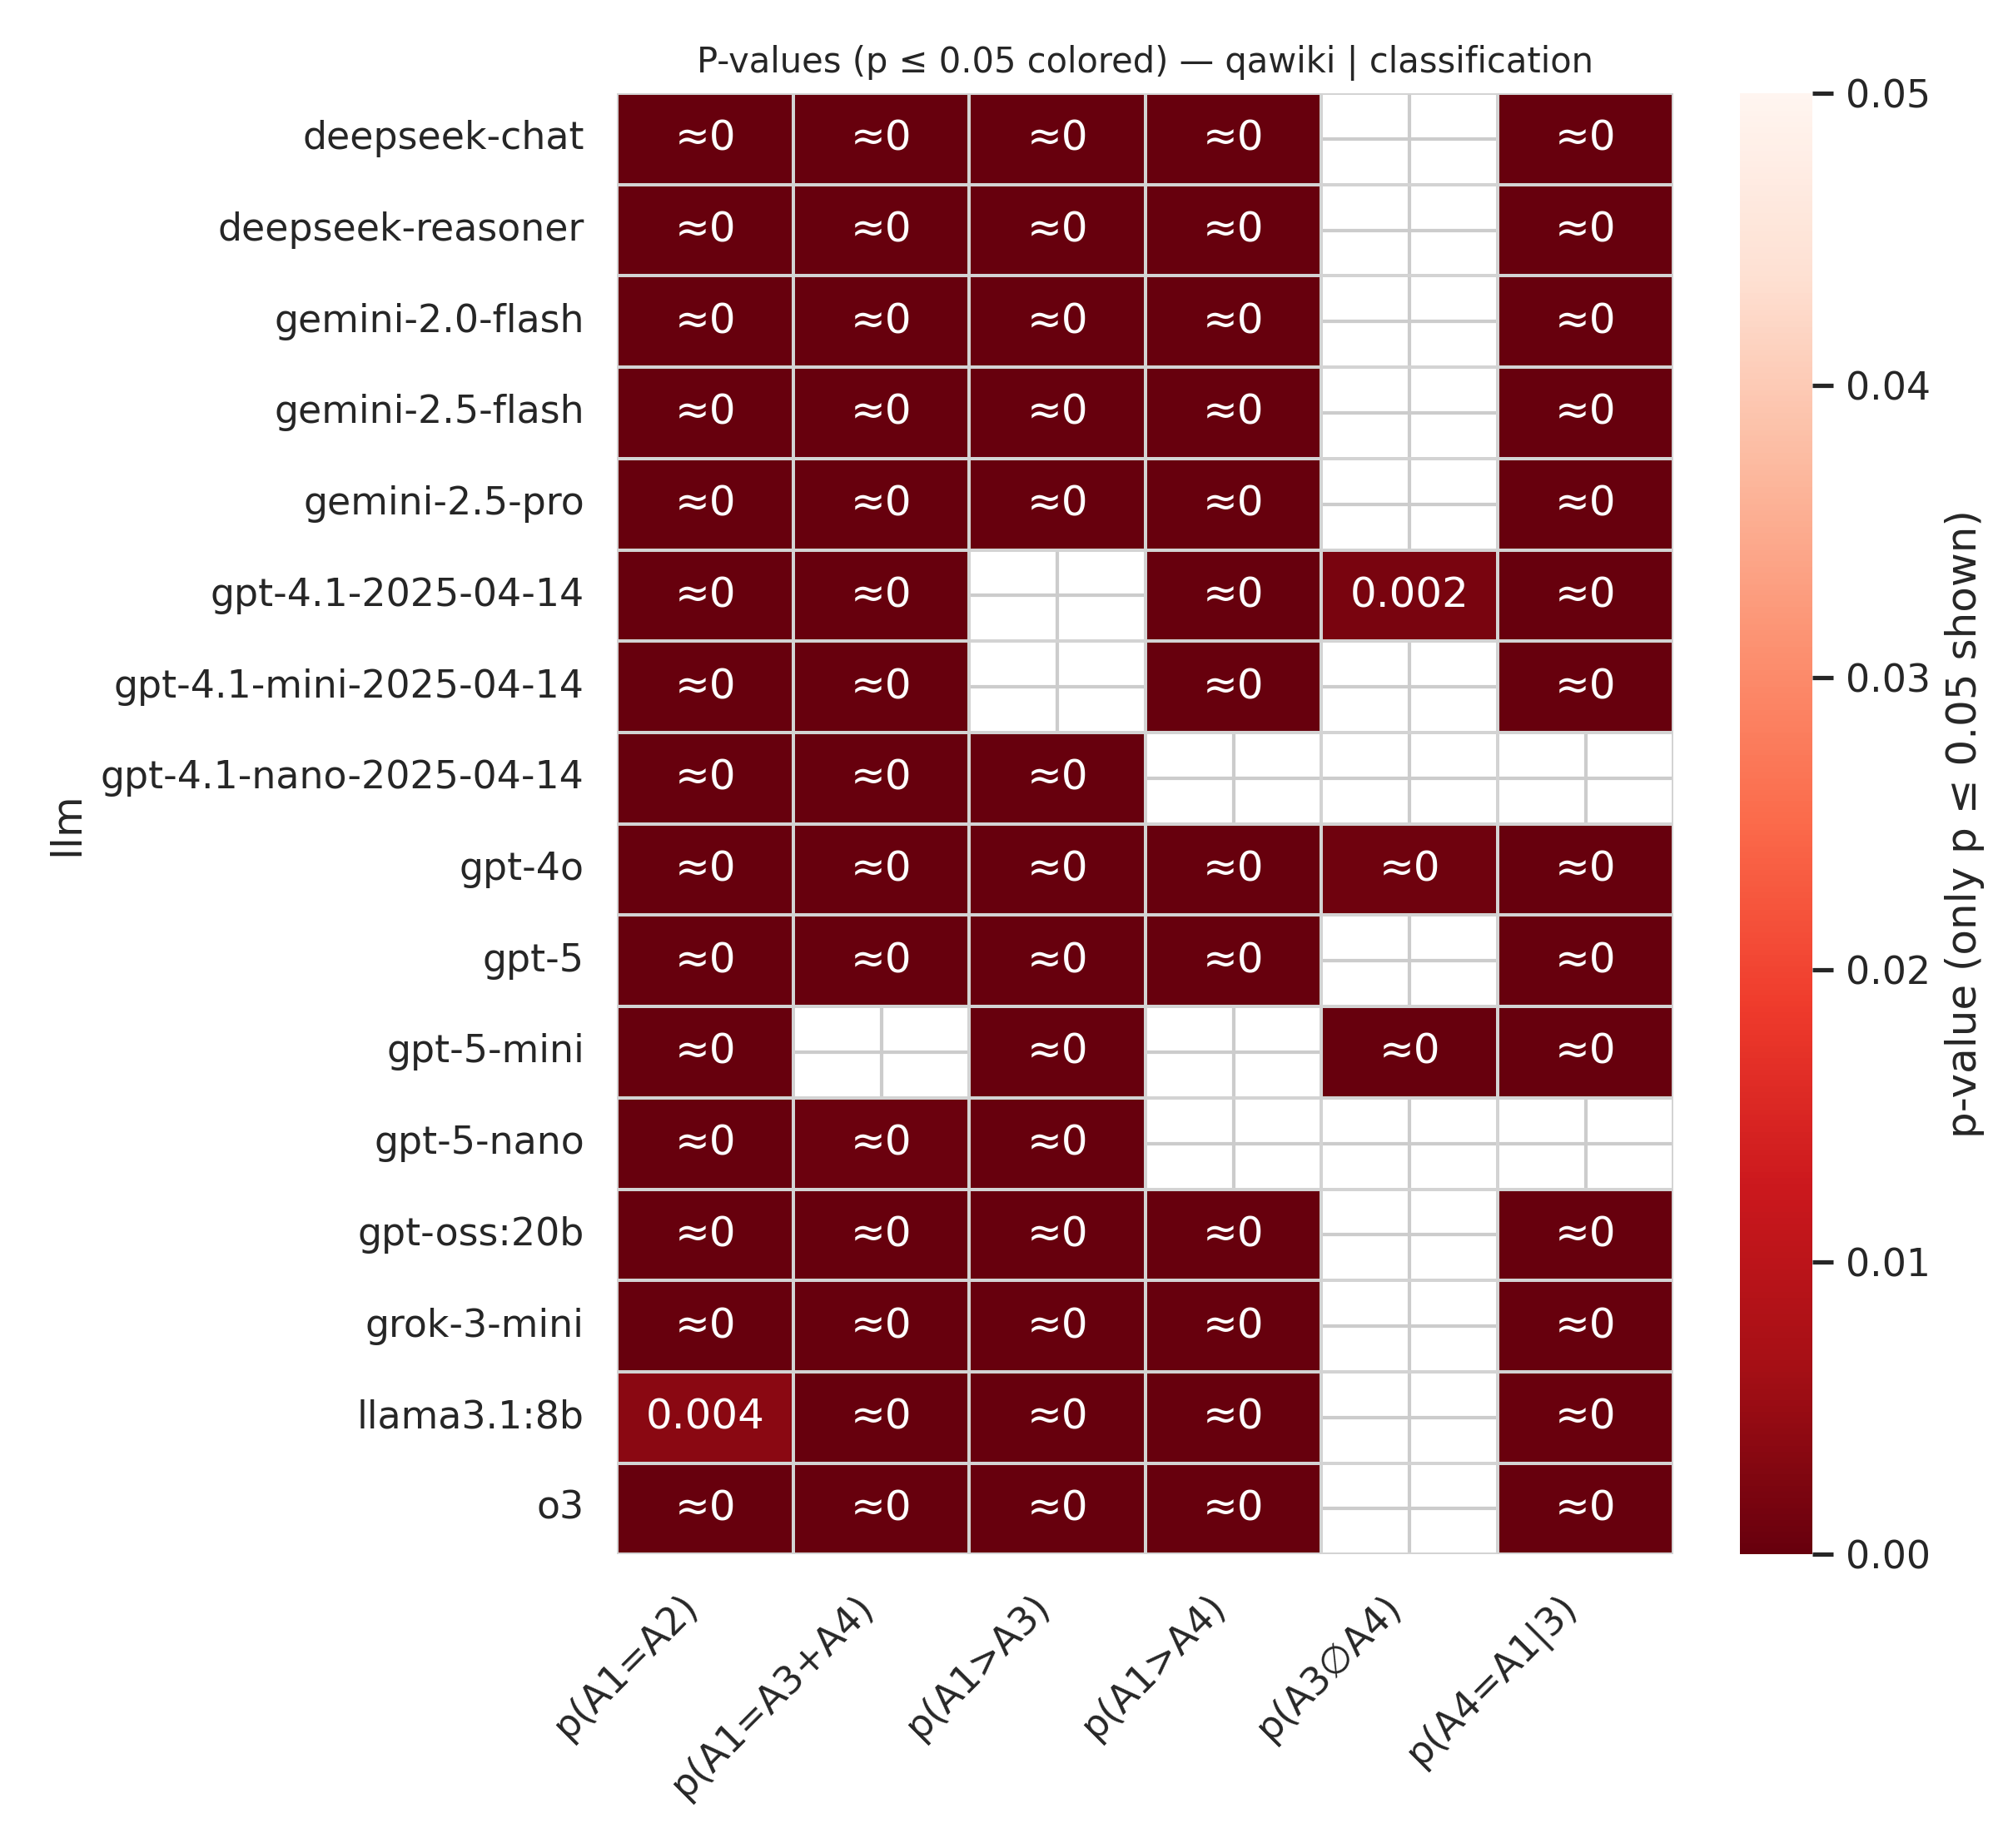 P-values (p ≤ 0.05 colored) — qawiki | classification
llm
deepseek-chat ≈0 ≈0 ≈0 ≈0 ≈0
deepseek-reasoner ≈0 ≈0 ≈0 ≈0 ≈0
gemini-2.0-flash ≈0 ≈0 ≈0 ≈0 ≈0
gemini-2.5-flash ≈0 ≈0 ≈0 ≈0 ≈0
gemini-2.5-pro ≈0 ≈0 ≈0 ≈0 ≈0
gpt-4.1-2025-04-14 ≈0 ≈0 ≈0 0.002 ≈0
gpt-4.1-mini-2025-04-14 ≈0 ≈0 ≈0 ≈0
gpt-4.1-nano-2025-04-14 ≈0 ≈0 ≈0
gpt-4o ≈0 ≈0 ≈0 ≈0 ≈0 ≈0
gpt-5 ≈0 ≈0 ≈0 ≈0 ≈0
gpt-5-mini ≈0 ≈0 ≈0 ≈0
gpt-5-nano ≈0 ≈0 ≈0
gpt-oss:20b ≈0 ≈0 ≈0 ≈0 ≈0
grok-3-mini ≈0 ≈0 ≈0 ≈0 ≈0
llama3.1:8b 0.004 ≈0 ≈0 ≈0 ≈0
o3 ≈0 ≈0 ≈0 ≈0 ≈0
p(A1=A2) p(A1=A3+A4) p(A1>A3) p(A1>A4) p(A3∅A4) p(A4=A1|3)
0.05
0.04
0.03
0.02
0.01
0.00
p-value (only p ≤ 0.05 shown)